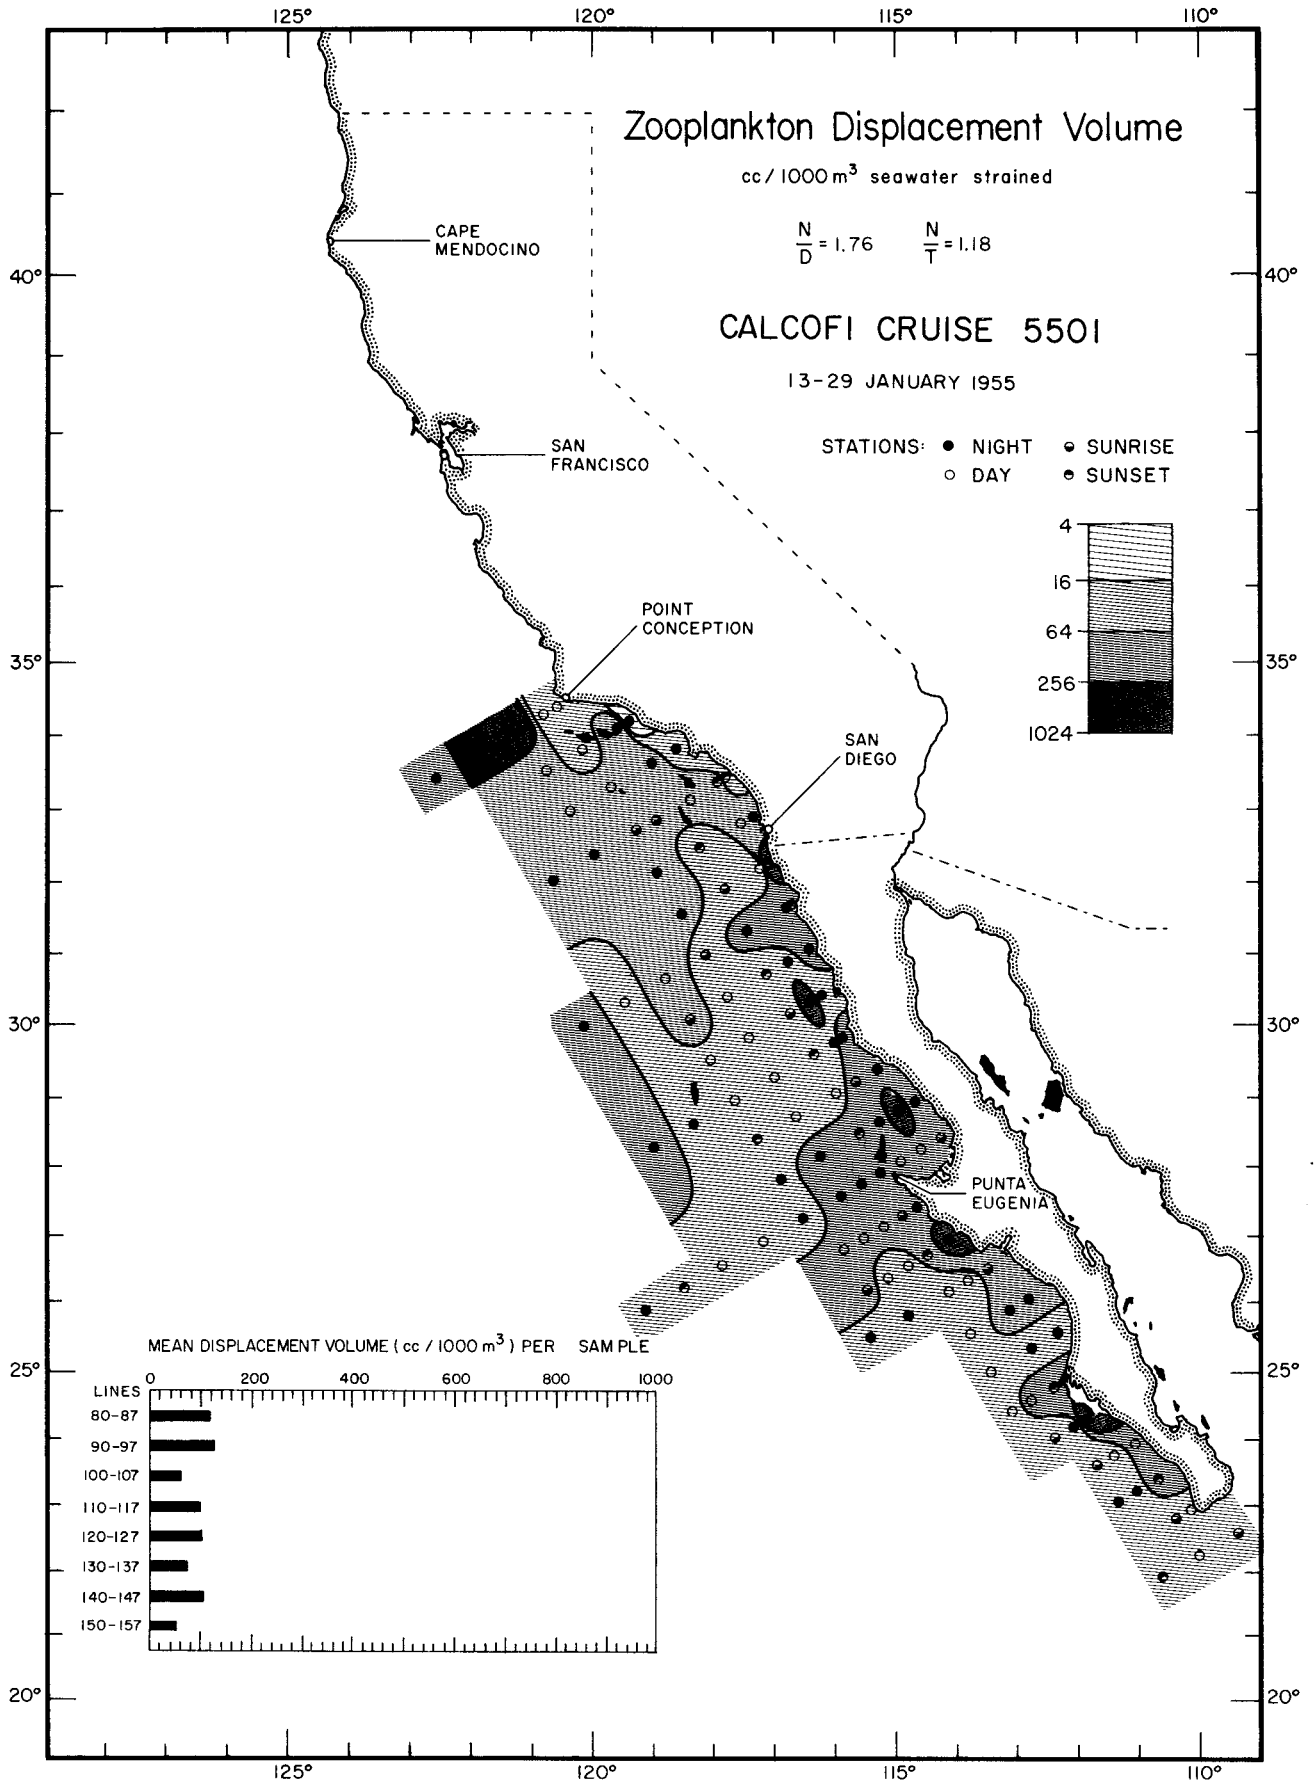 125° 120° 115° 110°
Zooplankton Displacement Volume
cc / 1000 m³ seawater strained
N/D = 1.76 N/T = 1.18
CAPE
MENDOCINO
40° 40°
CALCOFI CRUISE 5501
13-29 JANUARY 1955
STATIONS: NIGHT SUNRISE
DAY SUNSET
SAN
FRANCISCO
4
16
64
256
1024
POINT
CONCEPTION
35° 35°
SAN
DIEGO
30° 30°
PUNTA
EUGENIA
25° 25°
MEAN DISPLACEMENT VOLUME ( cc / 1000 m³ ) PER SAMPLE
LINES 0 200 400 600 800 1000
80-87
90-97
100-107
110-117
120-127
130-137
140-147
150-157
20° 20°
125° 120° 115° 110°